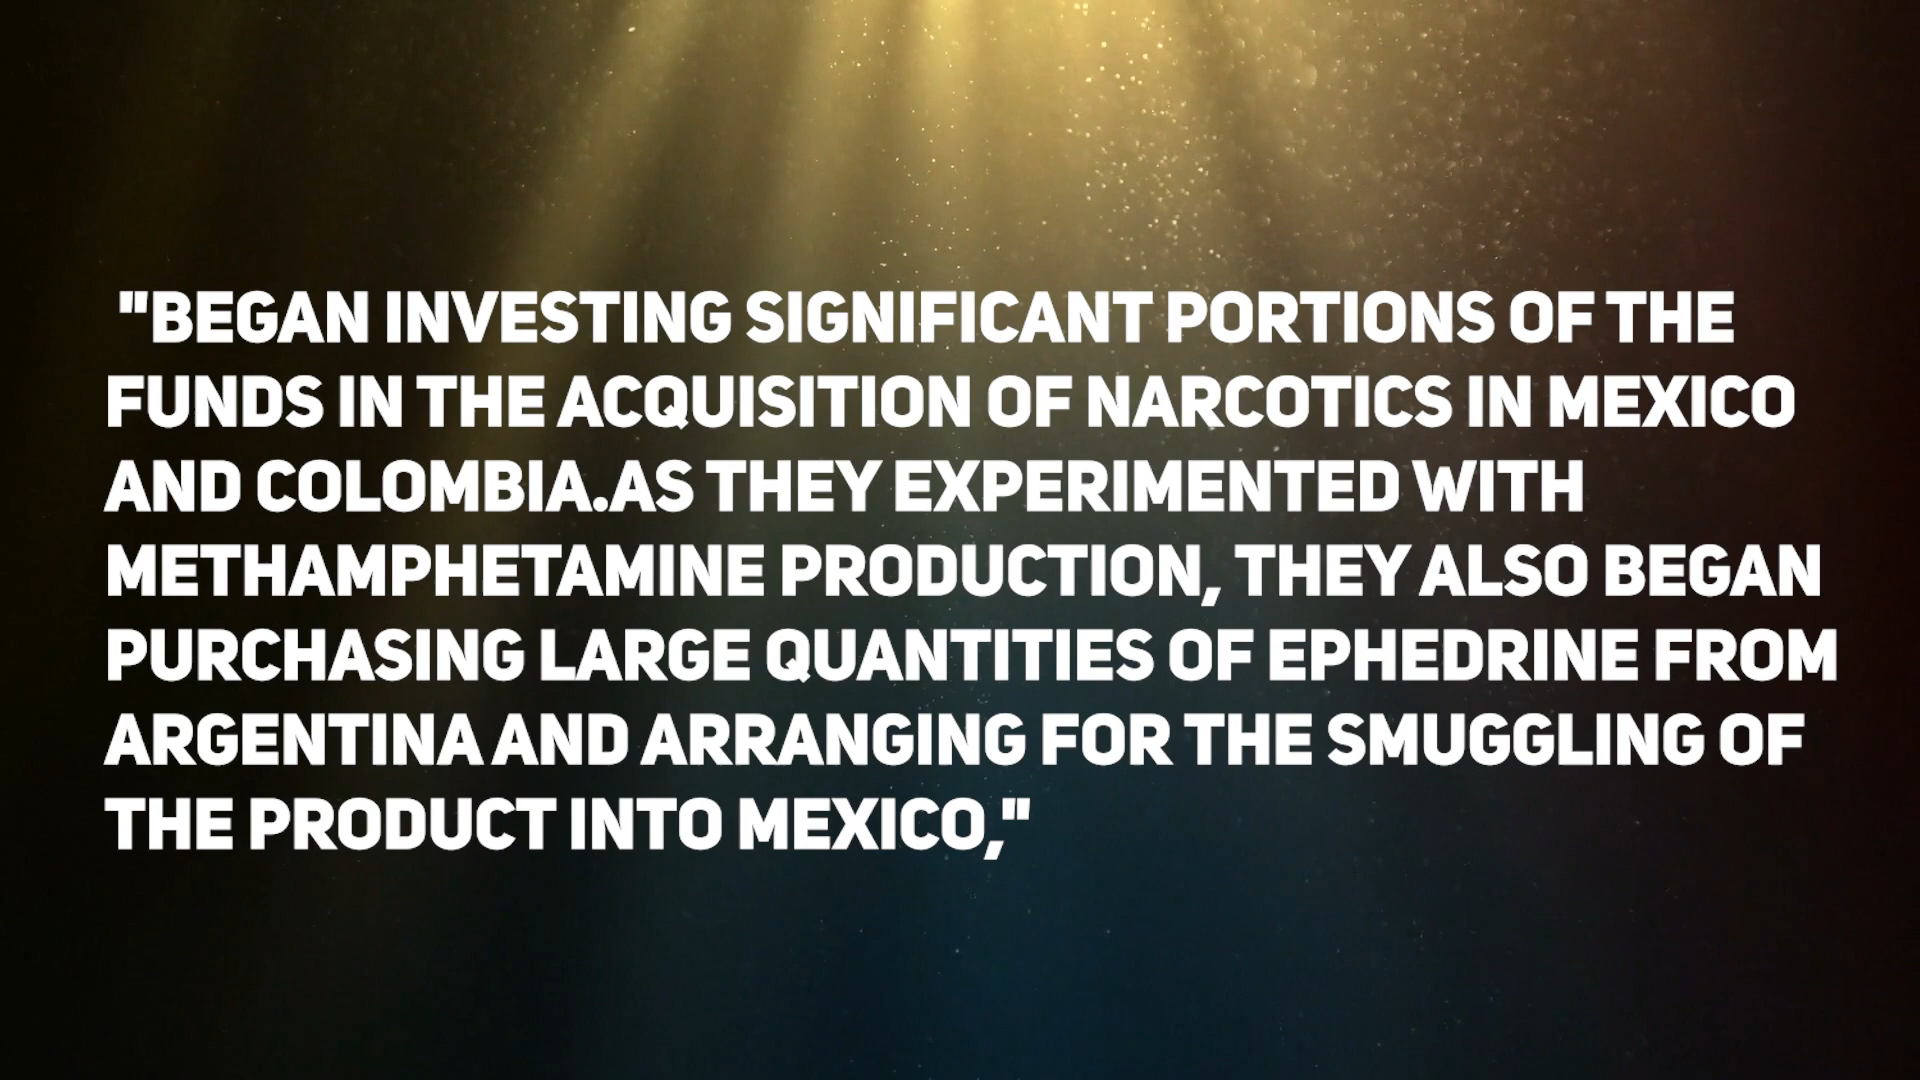 "BEGAN INVESTING SIGNIFICANT PORTIONS OF THE
FUNDS IN THE ACQUISITION OF NARCOTICS IN MEXICO
AND COLOMBIA.AS THEY EXPERIMENTED WITH
METHAMPHETAMINE PRODUCTION, THEY ALSO BEGAN
PURCHASING LARGE QUANTITIES OF EPHEDRINE FROM
ARGENTINA AND ARRANGING FOR THE SMUGGLING OF
THE PRODUCT INTO MEXICO,"